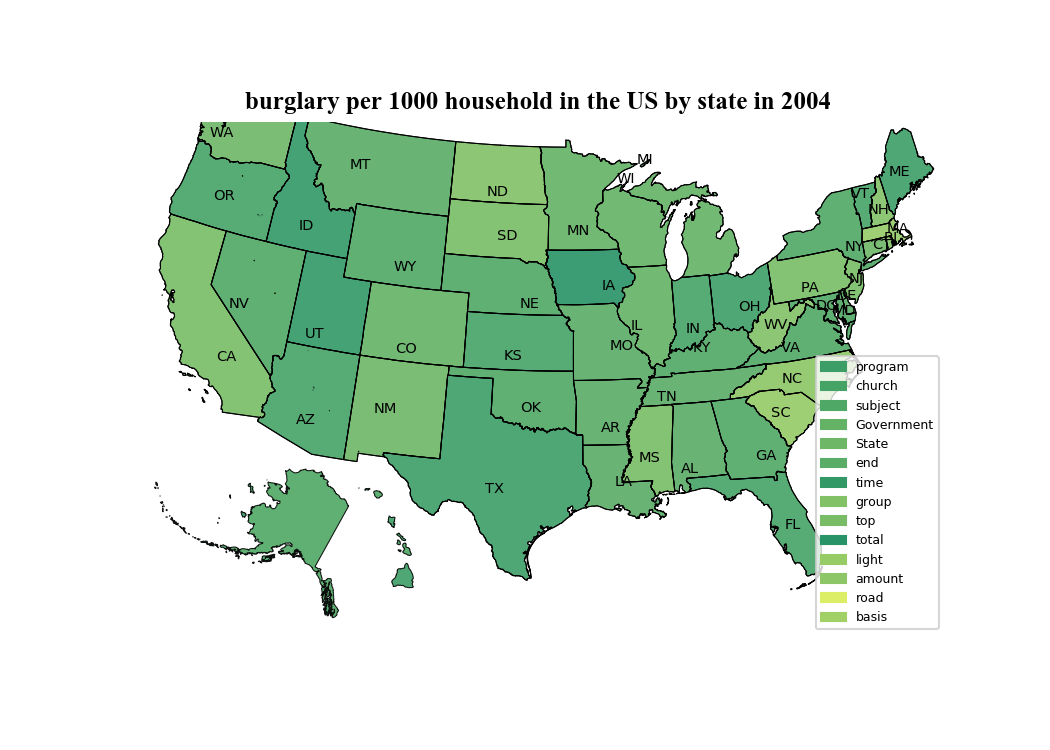 burglary per 1000 household in the US by state in 2004
WA
MT
ND
MI
WI
ME
OR
ID
SD
MN
VT
NH
MA
RI
NY
CT
WY
NE
IA
PA
NJ
NV
UT
CO
KS
MO
IL
IN
OH
WV
DC
DE
MD
KY
VA
CA
AZ
NM
OK
AR
TN
NC
SC
TX
LA
MS
AL
GA
FL
program
church
subject
Government
State
end
time
group
top
total
light
amount
road
basis